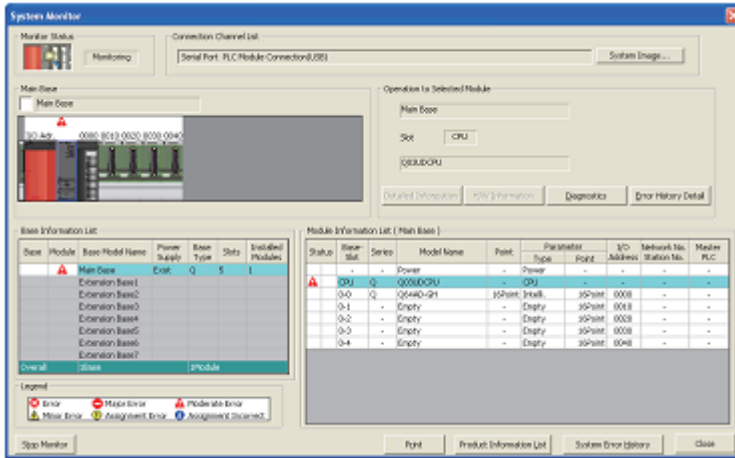 System Monitor
Monitor Status
Monitoring
Connection Channel List
Serial Port PLC Module Connection(USB)
System Image...
Main Base
Main Base
I/O Adr. 0000 0010 0020 0030 0040
Operation to Selected Module
Main Base
Slot CPU
Q03UDCPU
Detailed Information
H/W Information
Diagnostics
Error History Detail
Base Information List
Base Module Base Model Name Power Supply Base Type Slots Installed Modules
Main Base Exist Q 5 1
Extension Base1
Extension Base2
Extension Base3
Extension Base4
Extension Base5
Extension Base6
Extension Base7
Overall 1Base 1Module
Module Information List (Main Base)
Status Base-Slot Series Model Name Point Parameter Type Point I/O Address Network No. Station No. Master PLC
- - Power - Power - - - -
CPU Q Q03UDCPU - CPU - - - -
0-0 Q Q64AD-GH 16Point Intelli. 16Point 0000 - -
0-1 - Empty - Empty 16Point 0010 - -
0-2 - Empty - Empty 16Point 0020 - -
0-3 - Empty - Empty 16Point 0030 - -
0-4 - Empty - Empty 16Point 0040 - -
Legend
Error Major Error Moderate Error
Minor Error Assignment Error Assignment Incorrect
Stop Monitor
Print
Product Information List
System Error History
Close